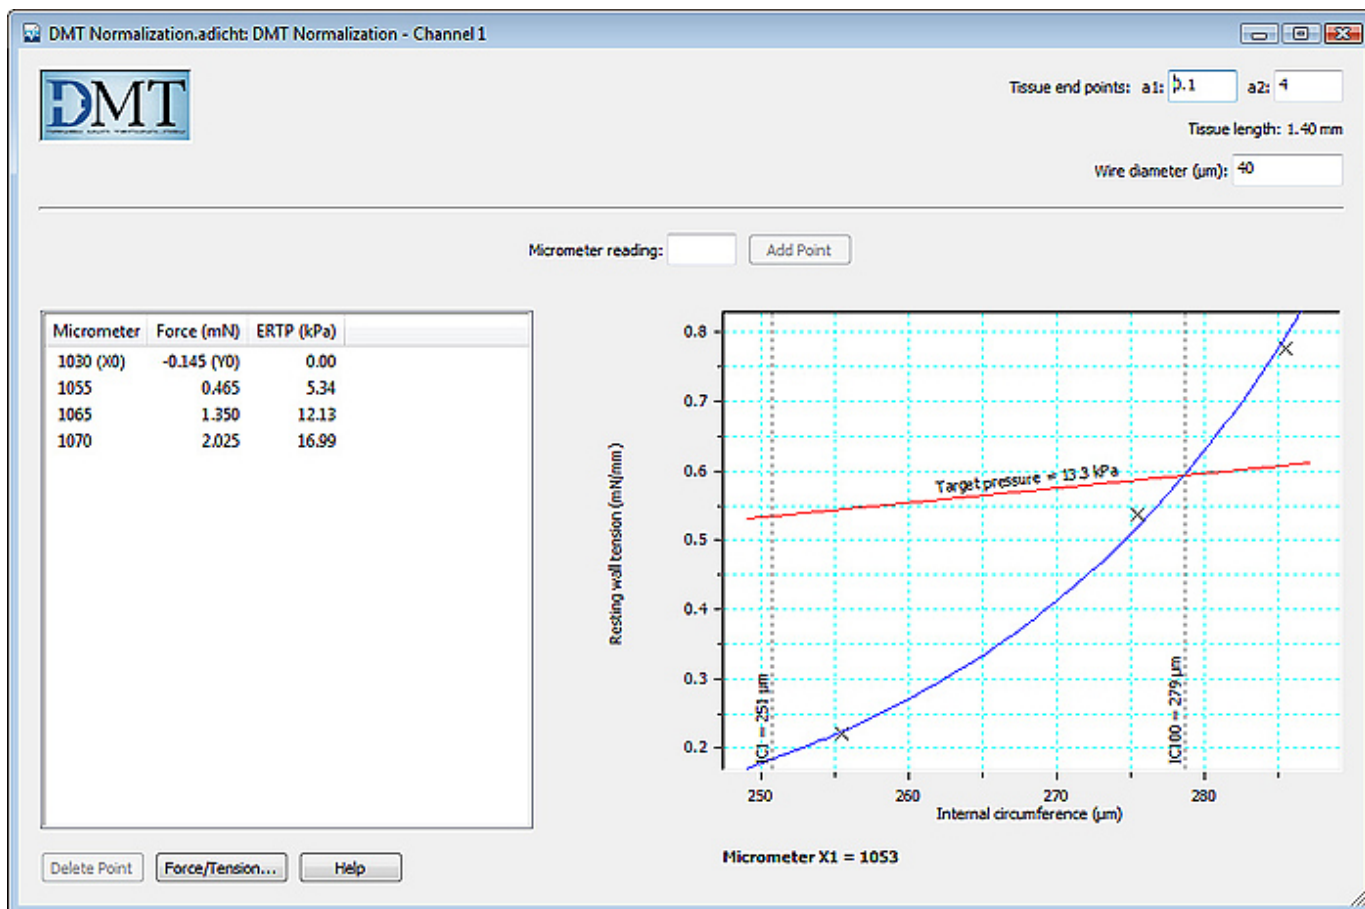 DMT Normalization.adicht: DMT Normalization - Channel 1
DMT
Tissue end points: a1: 0.1 a2: 4
Tissue length: 1.40 mm
Wire diameter (µm): 40
Micrometer reading: Add Point
Micrometer Force (mN) ERTP (kPa)
1030 (X0) -0.145 (Y0) 0.00
1055 0.465 5.34
1065 1.350 12.13
1070 2.025 16.99
Resting wall tension (mN/mm)
0.8
0.7
0.6
0.5
0.4
0.3
0.2
Target pressure = 13.3 kPa
IC1 = 251 µm
IC100 = 279 µm
250 260 270 280
Internal circumference (µm)
Micrometer X1 = 1053
Delete Point Force/Tension... Help